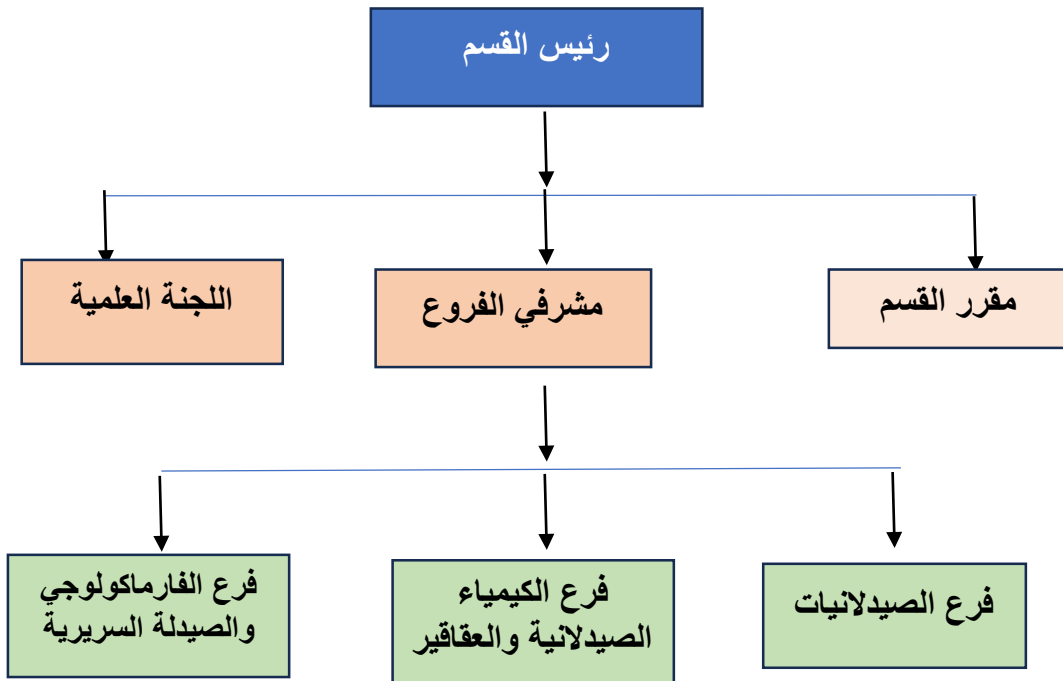 رئيس القسم
مقرر القسم
مشرفي الفروع
اللجنة العلمية
فرع الصيدلانيات
فرع الكيمياء
الصيدلانية والعقاقير
فرع الفارماكولوجي
والصيدلة السريرية